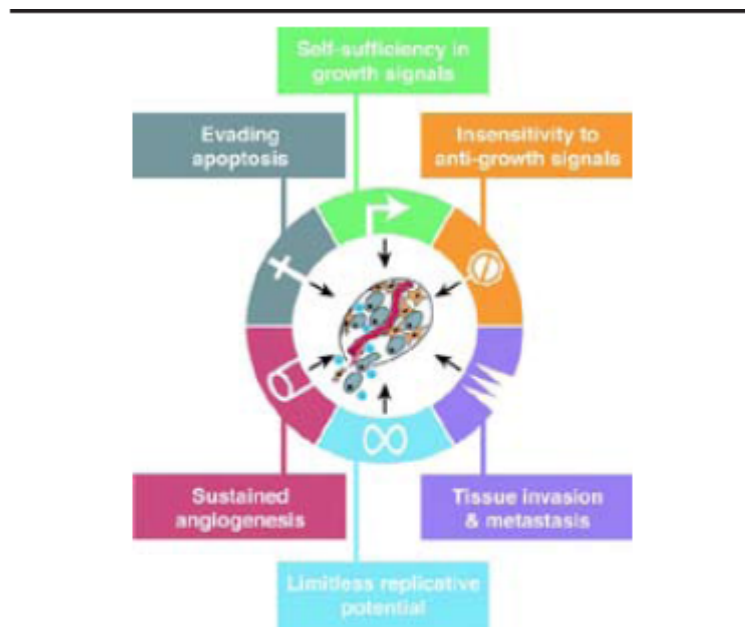 Self-sufficiency in
growth signals
Evading
apoptosis
Insensitivity to
anti-growth signals
Sustained
angiogenesis
Tissue invasion
& metastasis
Limitless replicative
potential